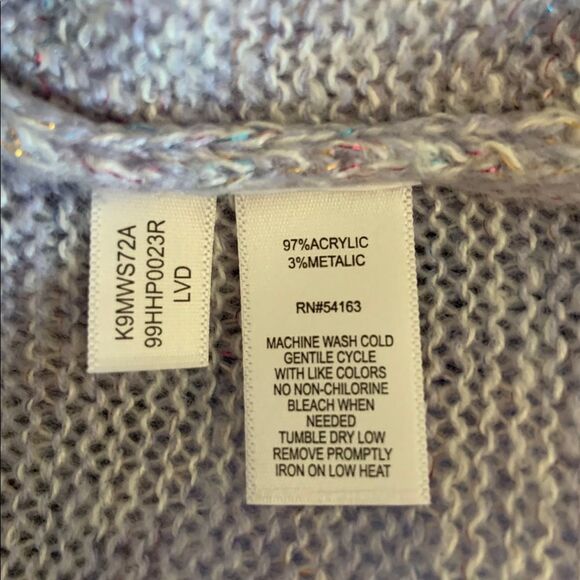 K9MWS72A
99HHP0023R
LVD
97%ACRYLIC
3%METALIC
RN#54163
MACHINE WASH COLD
GENTILE CYCLE
WITH LIKE COLORS
NO NON-CHILORINE
BLEACH WHEN
NEEDED
TUMBLE DRY LOW
REMOVE PROMPTLY
IRON ON LOW HEAT